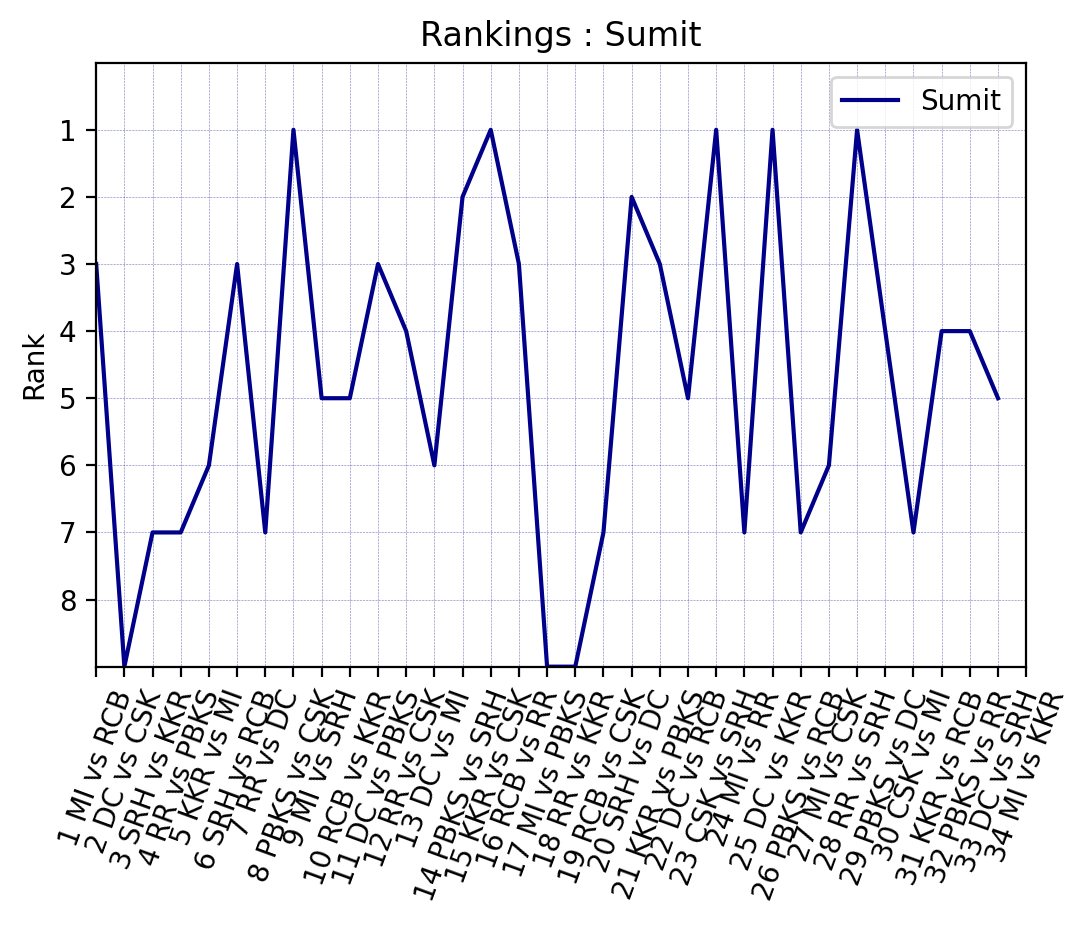 Rankings : Sumit
Sumit
Rank
1
2
3
4
5
6
7
8
1 MI vs RCB
2 DC vs CSK
3 SRH vs KKR
4 RR vs PBKS
5 KKR vs MI
6 SRH vs RCB
7 RR vs DC
8 PBKS vs CSK
9 MI vs SRH
10 RCB vs KKR
11 DC vs PBKS
12 RR vs CSK
13 DC vs MI
14 PBKS vs SRH
15 KKR vs CSK
16 RCB vs RR
17 MI vs PBKS
18 RR vs KKR
19 RCB vs CSK
20 SRH vs DC
21 KKR vs PBKS
22 DC vs RCB
23 CSK vs SRH
24 MI vs RR
25 DC vs KKR
26 PBKS vs RCB
27 MI vs CSK
28 RR vs SRH
29 PBKS vs DC
30 CSK vs MI
31 KKR vs RCB
32 PBKS vs RR
33 DC vs SRH
34 MI vs KKR